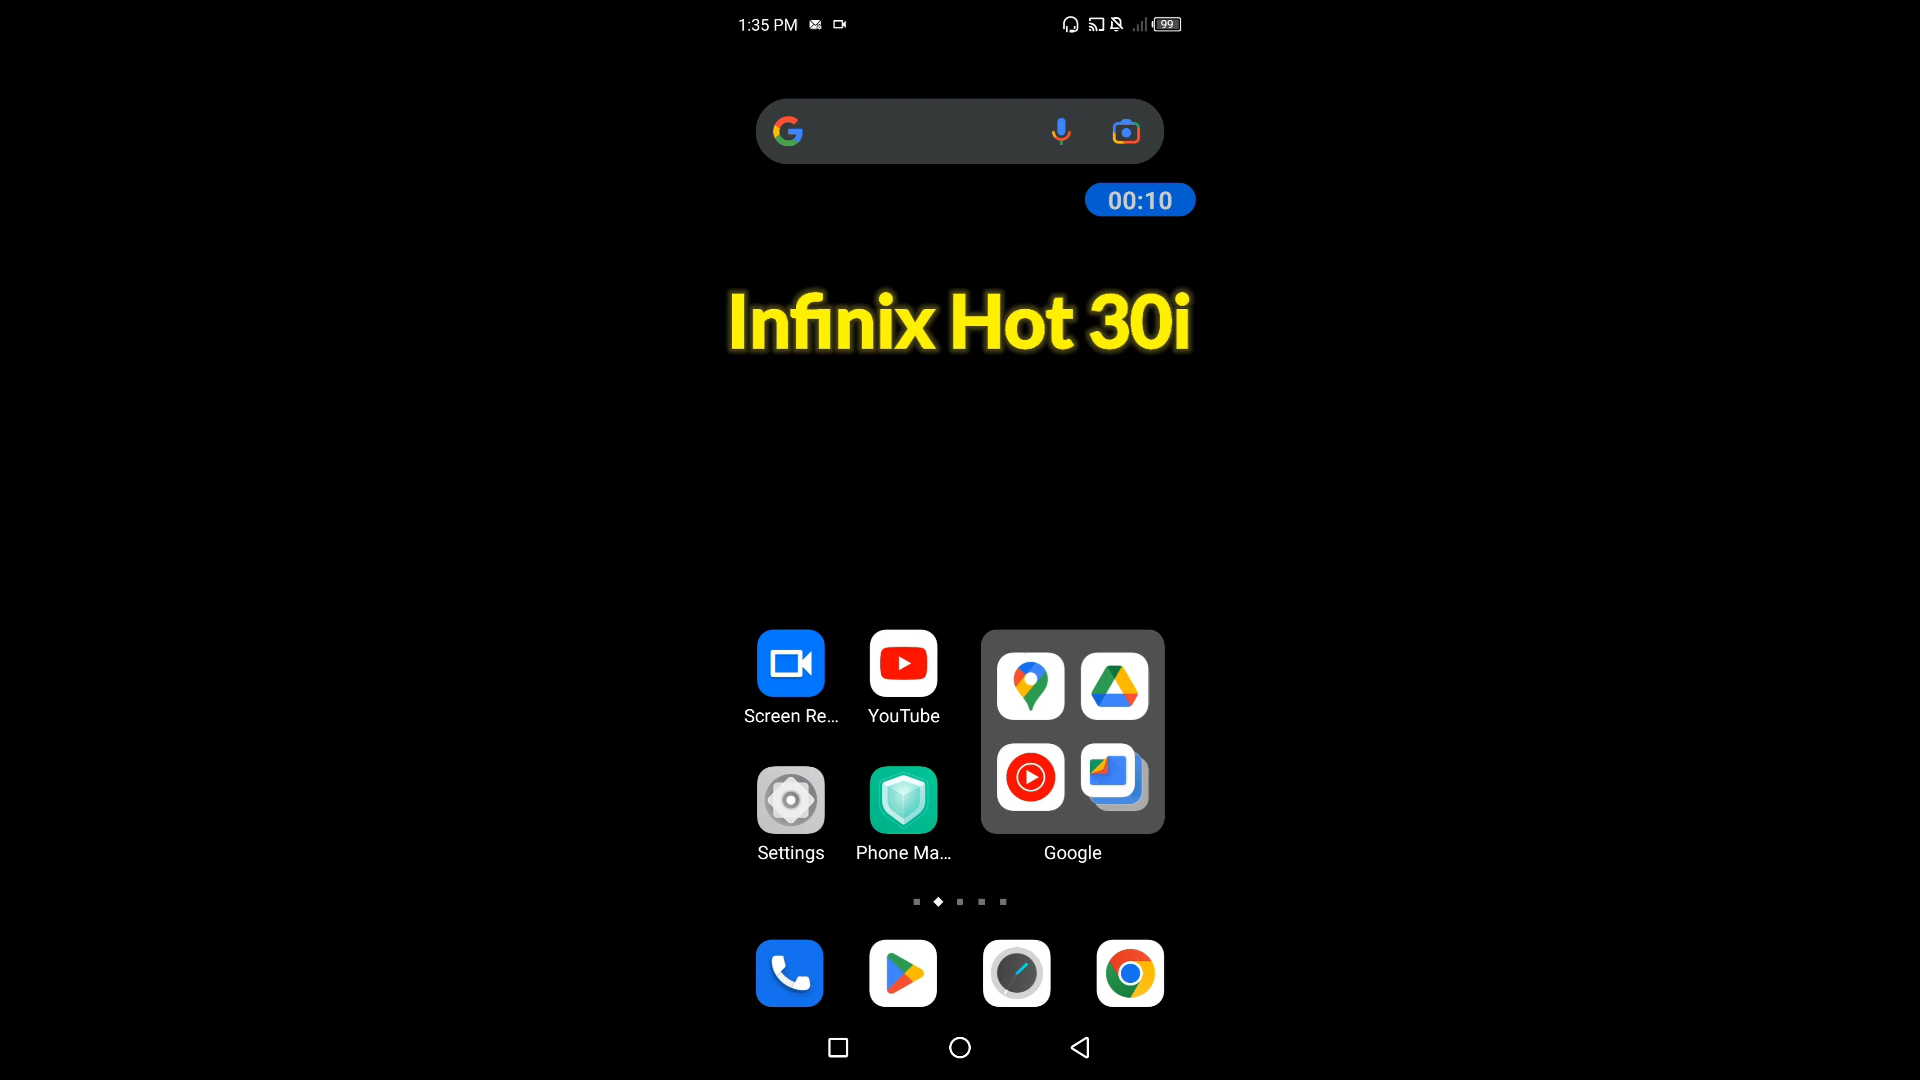 1:35 PM
99
00:10
Infinix Hot 30i
Screen Re...
YouTube
Settings
Phone Ma...
Google